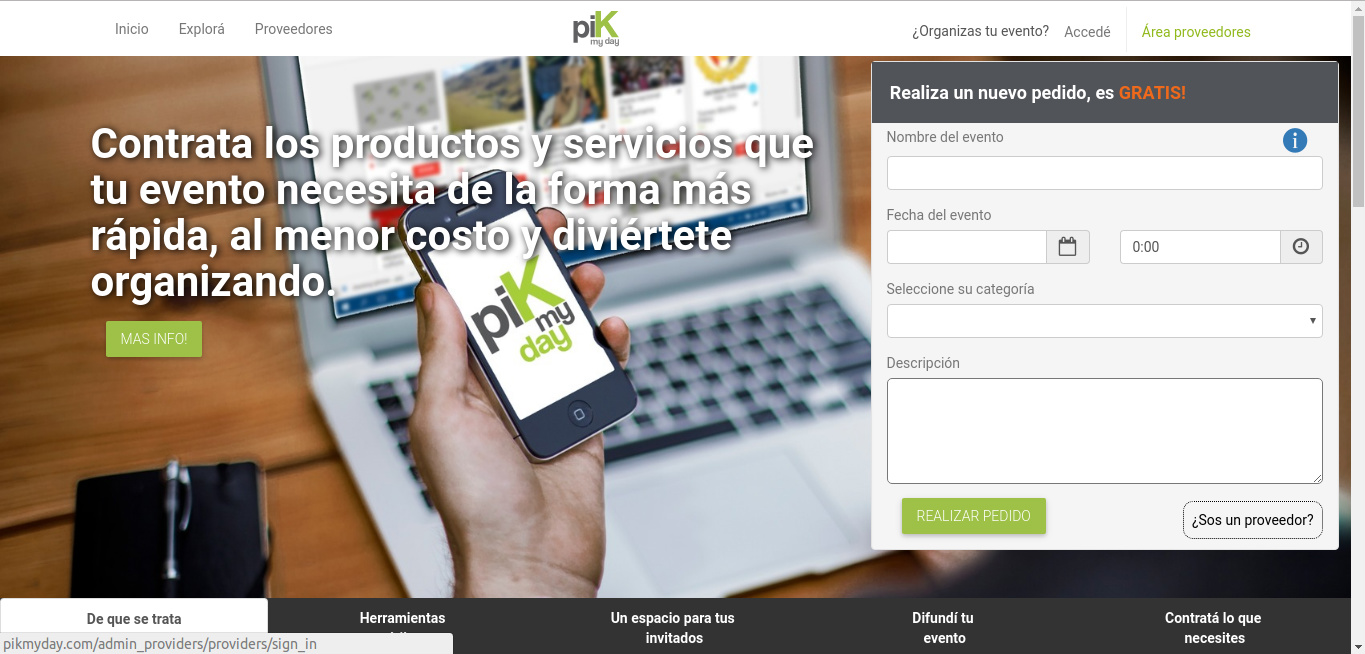 Inicio
Explorá
Proveedores
piK
my day
¿Organizas tu evento?
Accedé
Área proveedores
Contrata los productos y servicios que
tu evento necesita de la forma más
rápida, al menor costo y diviértete
organizando.
MAS INFO!
piK
my
day
Realiza un nuevo pedido, es GRATIS!
Nombre del evento
i
Fecha del evento
0:00
Seleccione su categoría
Descripción
REALIZAR PEDIDO
¿Sos un proveedor?
De que se trata
Herramientas
Un espacio para tus
invitados
Difundí tu
evento
Contratá lo que
necesites
pikmyday.com/admin_providers/providers/sign_in